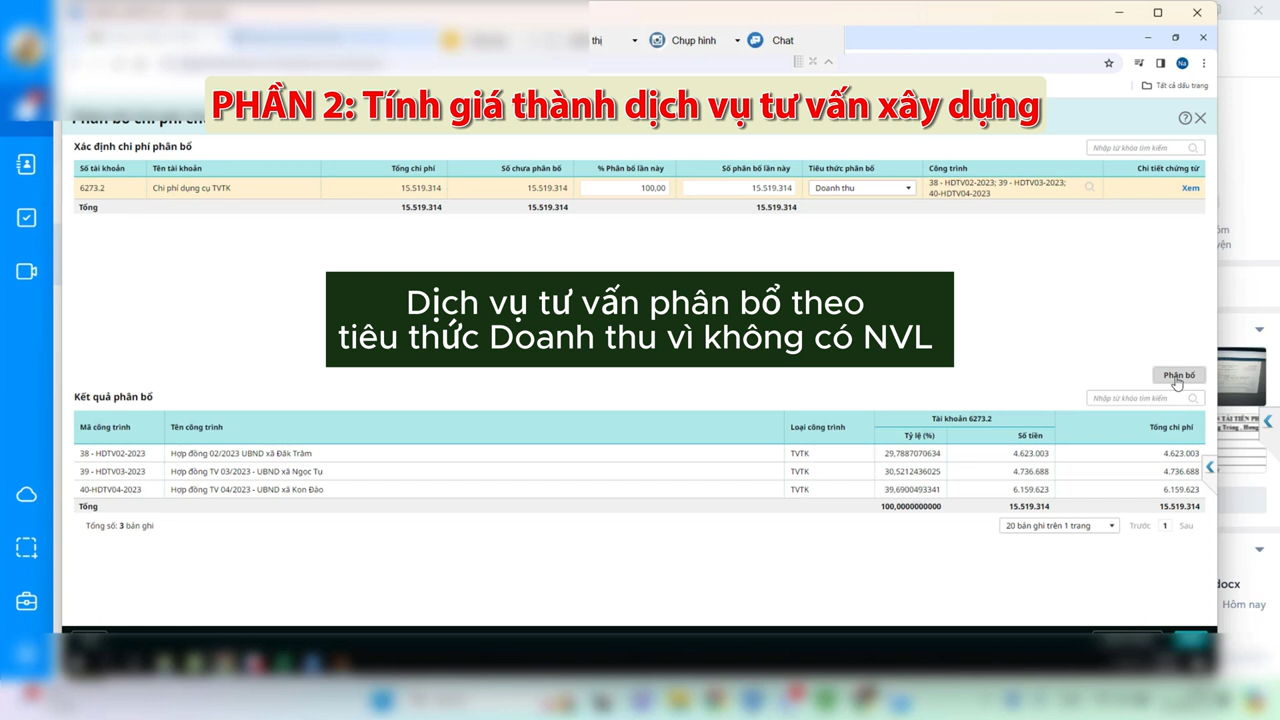 thị Chụp hình Chat
Tất cả dấu trang
PHẦN 2: Tính giá thành dịch vụ tư vấn xây dựng
Xác định chi phí phân bổ Nhập từ khóa tìm kiếm
Số tài khoản Tên tài khoản Tổng chi phí Số chưa phân bổ % Phân bổ lần này Số phân bổ lần này Tiêu thức phân bổ Công trình Chi tiết chứng từ
6273.2 Chi phí dụng cụ TVTK 15.519.314 15.519.314 100,00 15.519.314 Doanh thu 38 - HDTV02-2023; 39 - HDTV03-2023; Xem
40-HDTV04-2023
Tổng 15.519.314 15.519.314 15.519.314
Dịch vụ tư vấn phân bổ theo
tiêu thức Doanh thu vì không có NVL
Phân bổ
Kết quả phân bổ Nhập từ khóa tìm kiếm
Mã công trình Tên công trình Loại công trình Tài khoản 6273.2 Tổng chi phí
Tỷ lệ (%) Số tiền
38 - HDTV02-2023 Hợp đồng 02/2023 UBND xã Đăk Trăm TVTK 29,7887070634 4.623.003 4.623.003
39 - HDTV03-2023 Hợp đồng TV 03/2023 - UBND xã Ngọc Tụ TVTK 30,5212436025 4.736.688 4.736.688
40-HDTV04-2023 Hợp đồng TV 04/2023 - UBND xã Kon Đào TVTK 39,6900493341 6.159.623 6.159.623
Tổng 100,0000000000 15.519.314 15.519.314
Tổng số: 3 bản ghi 20 bản ghi trên 1 trang Trước 1 Sau
Hôm nay